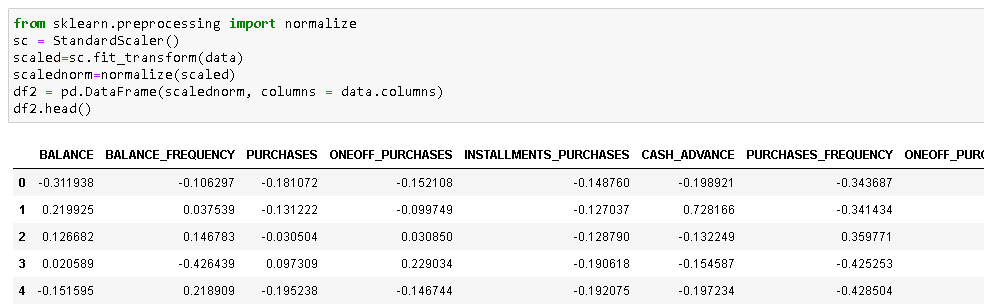 from sklearn.preprocessing import normalize
sc = StandardScaler()
scaled=sc.fit_transform(data)
scalednorm=normalize(scaled)
df2 = pd.DataFrame(scalednorm, columns = data.columns)
df2.head()
BALANCE BALANCE_FREQUENCY PURCHASES ONEOFF_PURCHASES INSTALLMENTS_PURCHASES CASH_ADVANCE PURCHASES_FREQUENCY ONEOFF_PURC
0 -0.311938 -0.106297 -0.181072 -0.152108 -0.148760 -0.198921 -0.343687
1 0.219925 0.037539 -0.131222 -0.099749 -0.127037 0.728166 -0.341434
2 0.126682 0.146783 -0.030504 0.030850 -0.128790 -0.132249 0.359771
3 0.020589 -0.426439 0.097309 0.229034 -0.190618 -0.154587 -0.425253
4 -0.151595 0.218909 -0.195238 -0.146744 -0.192075 -0.197234 -0.428504